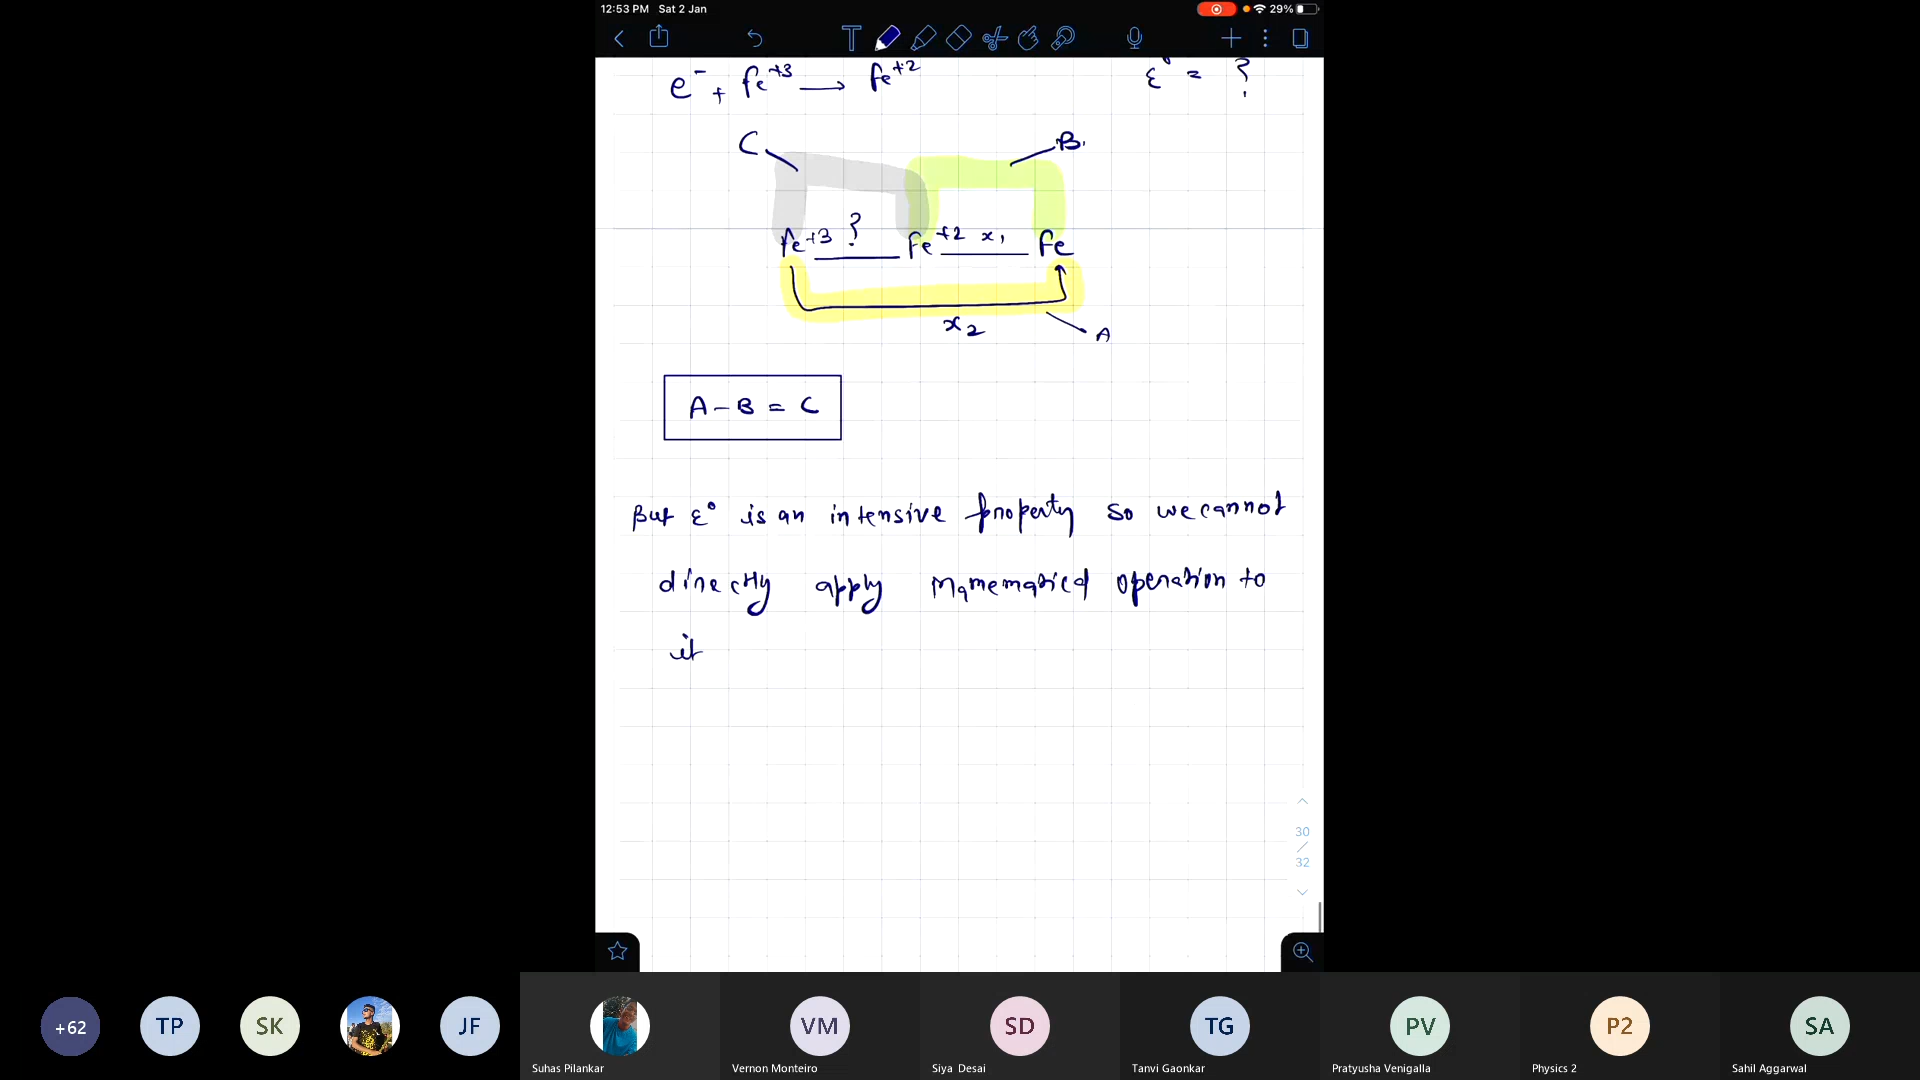 12:53 PM Sat 2 Jan
29%
e⁻ + Fe⁺³ → Fe⁺² ε° = ?
C B.
Fe⁺³ ? Fe⁺² x₁ Fe
x₂ A
A - B = C
But ε° is an intensive property so we cannot
directly apply Mathematical operation to
it
30
/
32
+62 TP SK JF VM SD TG PV P2 SA
Suhas Pilankar Vernon Monteiro Siya Desai Tanvi Gaonkar Pratyusha Venigalla Physics 2 Sahil Aggarwal